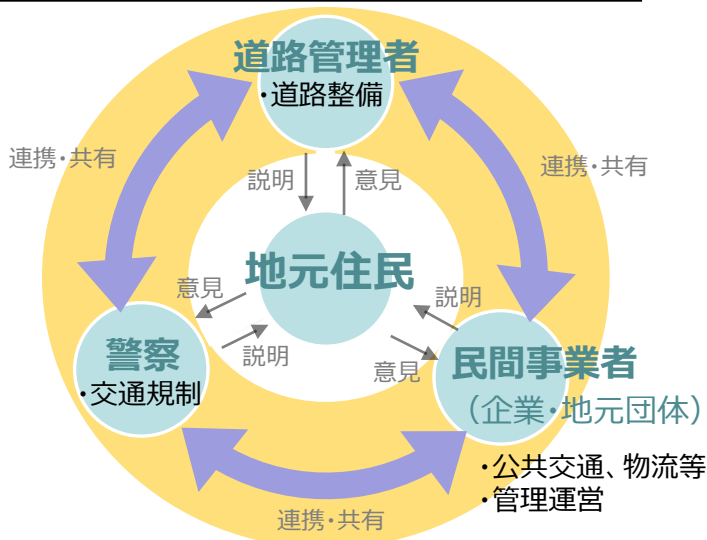 道路管理者
・道路整備
連携・共有
連携・共有
説明
意見
地元住民
意見
説明
説明
意見
警察
・交通規制
民間事業者
（企業・地元団体）
・公共交通、物流等
・管理運営
連携・共有